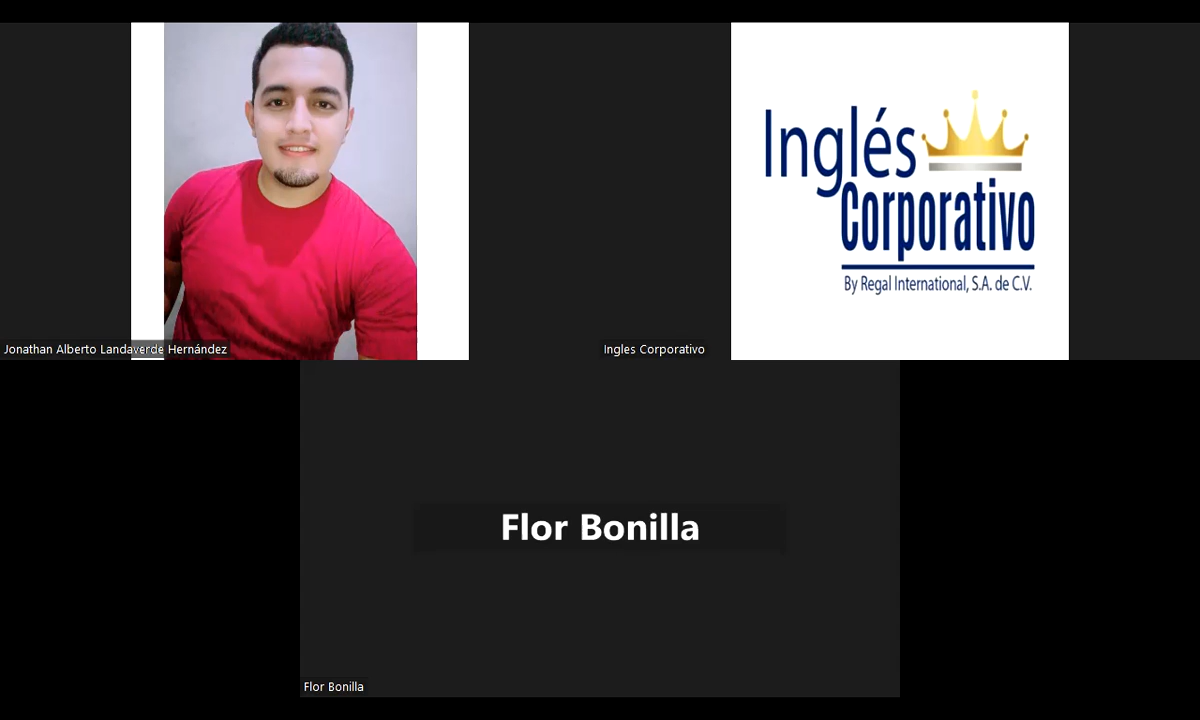 Inglés
Corporativo
By Regal International, S.A. de C.V.
Jonathan Alberto Landaverde Hernández
Ingles Corporativo
Flor Bonilla
Flor Bonilla